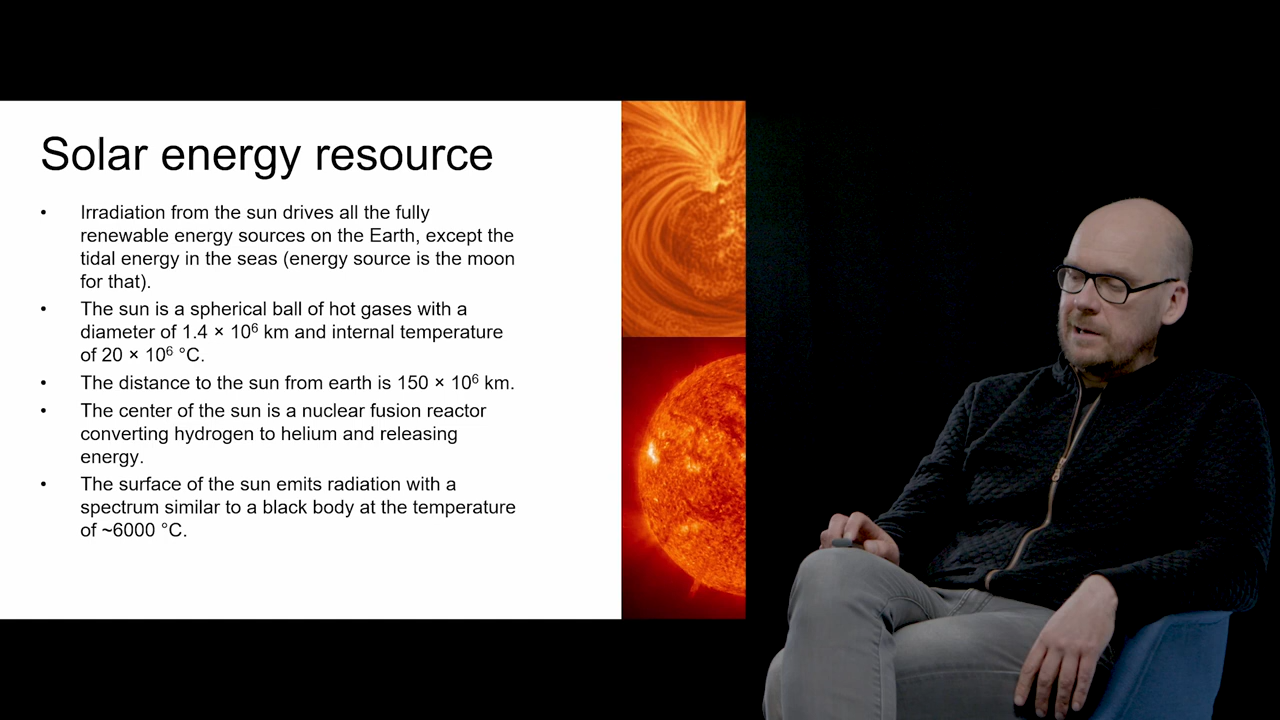 Solar energy resource
• Irradiation from the sun drives all the fully
renewable energy sources on the Earth, except the
tidal energy in the seas (energy source is the moon
for that).
• The sun is a spherical ball of hot gases with a
diameter of 1.4 × 10⁶ km and internal temperature
of 20 × 10⁶ °C.
• The distance to the sun from earth is 150 × 10⁶ km.
• The center of the sun is a nuclear fusion reactor
converting hydrogen to helium and releasing
energy.
• The surface of the sun emits radiation with a
spectrum similar to a black body at the temperature
of ~6000 °C.